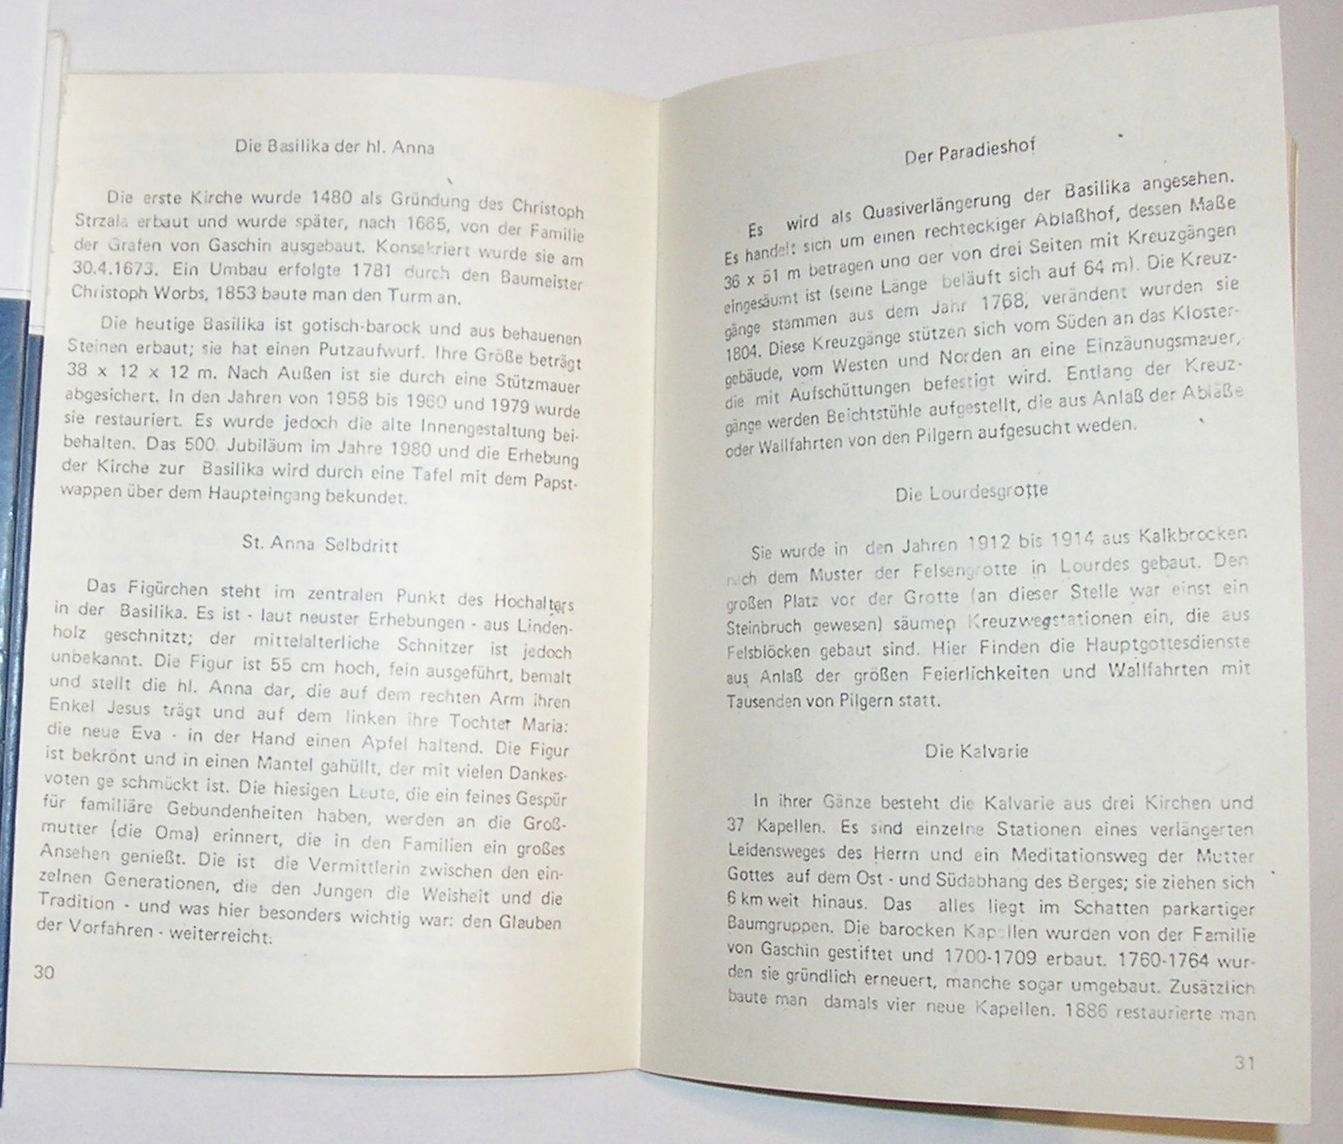 Die Basilika der hl. Anna
Die erste Kirche wurde 1480 als Gründung des Christoph
Strzala erbaut und wurde später, nach 1665, von der Familie
der Grafen von Gaschin ausgebaut. Konsekriert wurde sie am
30.4.1673. Ein Umbau erfolgte 1781 durch den Baumeister
Christoph Worbs, 1853 baute man den Turm an.
Die heutige Basilika ist gotisch-barock und aus behauenen
Steinen erbaut; sie hat einen Putzaufwurf. Ihre Größe beträgt
38 x 12 x 12 m. Nach Außen ist sie durch eine Stützmauer
abgesichert. In den Jahren von 1958 bis 1960 und 1979 wurde
sie restauriert. Es wurde jedoch die alte Innengestaltung bei-
behalten. Das 500. Jubiläum im Jahre 1980 und die Erhebung
der Kirche zur Basilika wird durch eine Tafel mit dem Papst-
wappen über dem Haupteingang bekundet.
St. Anna Selbdritt
Das Figürchen steht im zentralen Punkt des Hochalters
in der Basilika. Es ist - laut neuster Erhebungen - aus Linden-
holz geschnitzt; der mittelalterliche Schnitzer ist jedoch
unbekannt. Die Figur ist 55 cm hoch, fein ausgeführt, bemalt
und stellt die hl. Anna dar, die auf dem rechten Arm ihren
Enkel Jesus trägt und auf dem linken ihre Tochter Maria:
die neue Eva - in der Hand einen Apfel haltend. Die Figur
ist bekrönt und in einen Mantel gahüllt, der mit vielen Dankes-
voten ge schmückt ist. Die hiesigen Leute, die ein feines Gespür
für familiäre Gebundenheiten haben, werden an die Groß-
mutter (die Oma) erinnert, die in den Familien ein großes
Ansehen genießt. Die ist die Vermittlerin zwischen den ein-
zelnen Generationen, die den Jungen die Weisheit und die
Tradition - und was hier besonders wichtig war: den Glauben
der Vorfahren - weiterreicht.
30
Der Paradieshof
Es wird als Quasiverlängerung der Basilika angesehen.
Es handelt sich um einen rechteckiger Ablaßhof, dessen Maße
36 x 51 m betragen und der von drei Seiten mit Kreuzgängen
eingesäumt ist (seine Länge beläuft sich auf 64 m). Die Kreuz-
gänge stammen aus dem Jahr 1768, verändent wurden sie
1804. Diese Kreuzgänge stützen sich vom Süden an das Kloster-
gebäude, vom Westen und Norden an eine Einzäunugsmauer,
die mit Aufschüttungen befestigt wird. Entlang der Kreuz-
gänge werden Beichtstühle aufgestellt, die aus Anlaß der Abläße
oder Wallfahrten von den Pilgern aufgesucht weden.
Die Lourdesgrotte
Sie wurde in den Jahren 1912 bis 1914 aus Kalkbrocken
nach dem Muster der Felsengrotte in Lourdes gebaut. Den
großen Platz vor der Grotte (an dieser Stelle war einst ein
Steinbruch gewesen) säumen Kreuzwegstationen ein, die aus
Felsblöcken gebaut sind. Hier Finden die Hauptgottesdienste
aus Anlaß der großen Feierlichkeiten und Wallfahrten mit
Tausenden von Pilgern statt.
Die Kalvarie
In ihrer Gänze besteht die Kalvarie aus drei Kirchen und
37 Kapellen. Es sind einzelne Stationen eines verlängerten
Leidensweges des Herrn und ein Meditationsweg der Mutter
Gottes auf dem Ost - und Südabhang des Berges; sie ziehen sich
6 km weit hinaus. Das alles liegt im Schatten parkartiger
Baumgruppen. Die barocken Kapellen wurden von der Familie
von Gaschin gestiftet und 1700-1709 erbaut. 1760-1764 wur-
den sie gründlich erneuert, manche sogar umgebaut. Zusätzlich
baute man damals vier neue Kapellen. 1886 restaurierte man
31